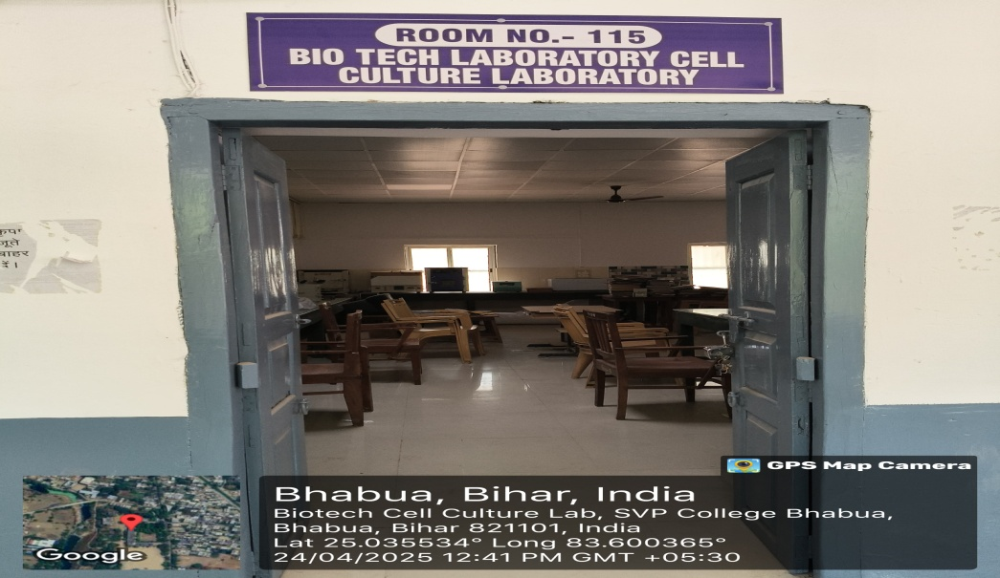 ROOM NO.- 115
BIO TECH LABORATORY CELL
CULTURE LABORATORY
कृपा
जूते
बाहर
GPS Map Camera
Bhabua, Bihar, India
Biotech Cell Culture Lab, SVP College Bhabua,
Bhabua, Bihar 821101, India
Lat 25.035534° Long 83.600365°
24/04/2025 12:41 PM GMT +05:30
Google